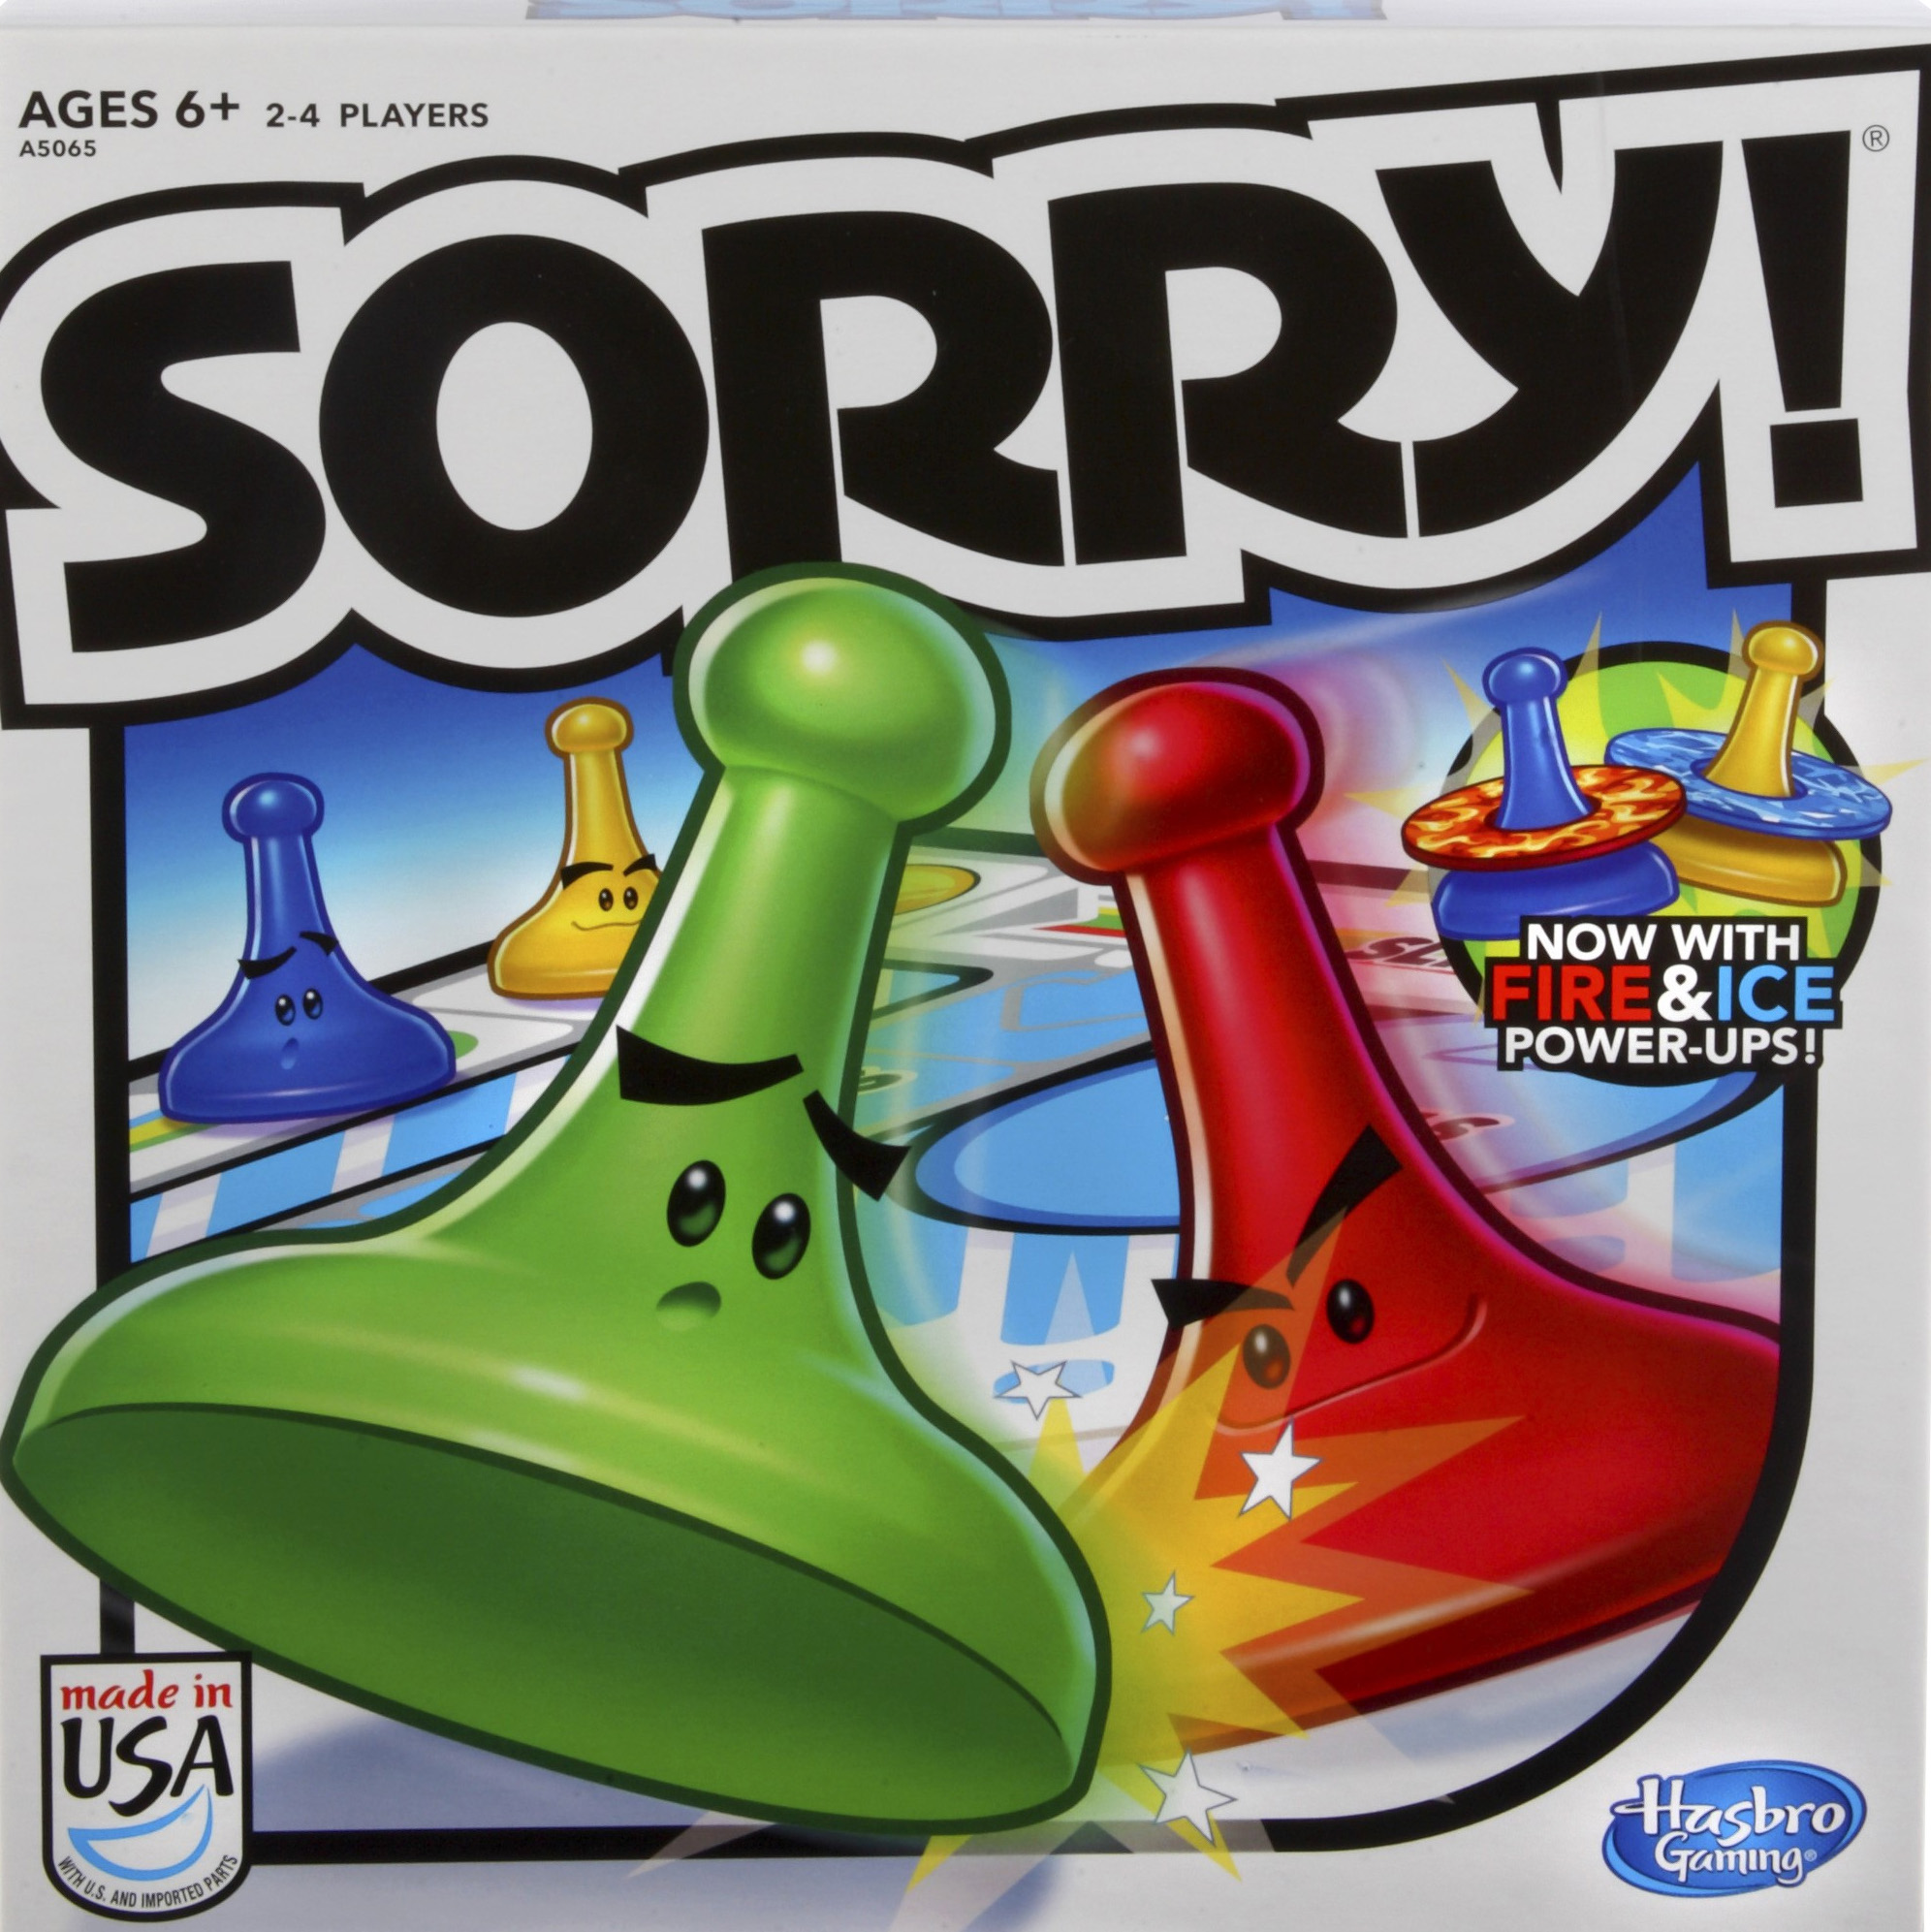 AGES 6+ 2-4 PLAYERS
A5065
SORRY!®
NOW WITH
FIRE&ICE
POWER-UPS!
made in
USA
WITH U.S. AND IMPORTED PARTS
Hasbro
Gaming®